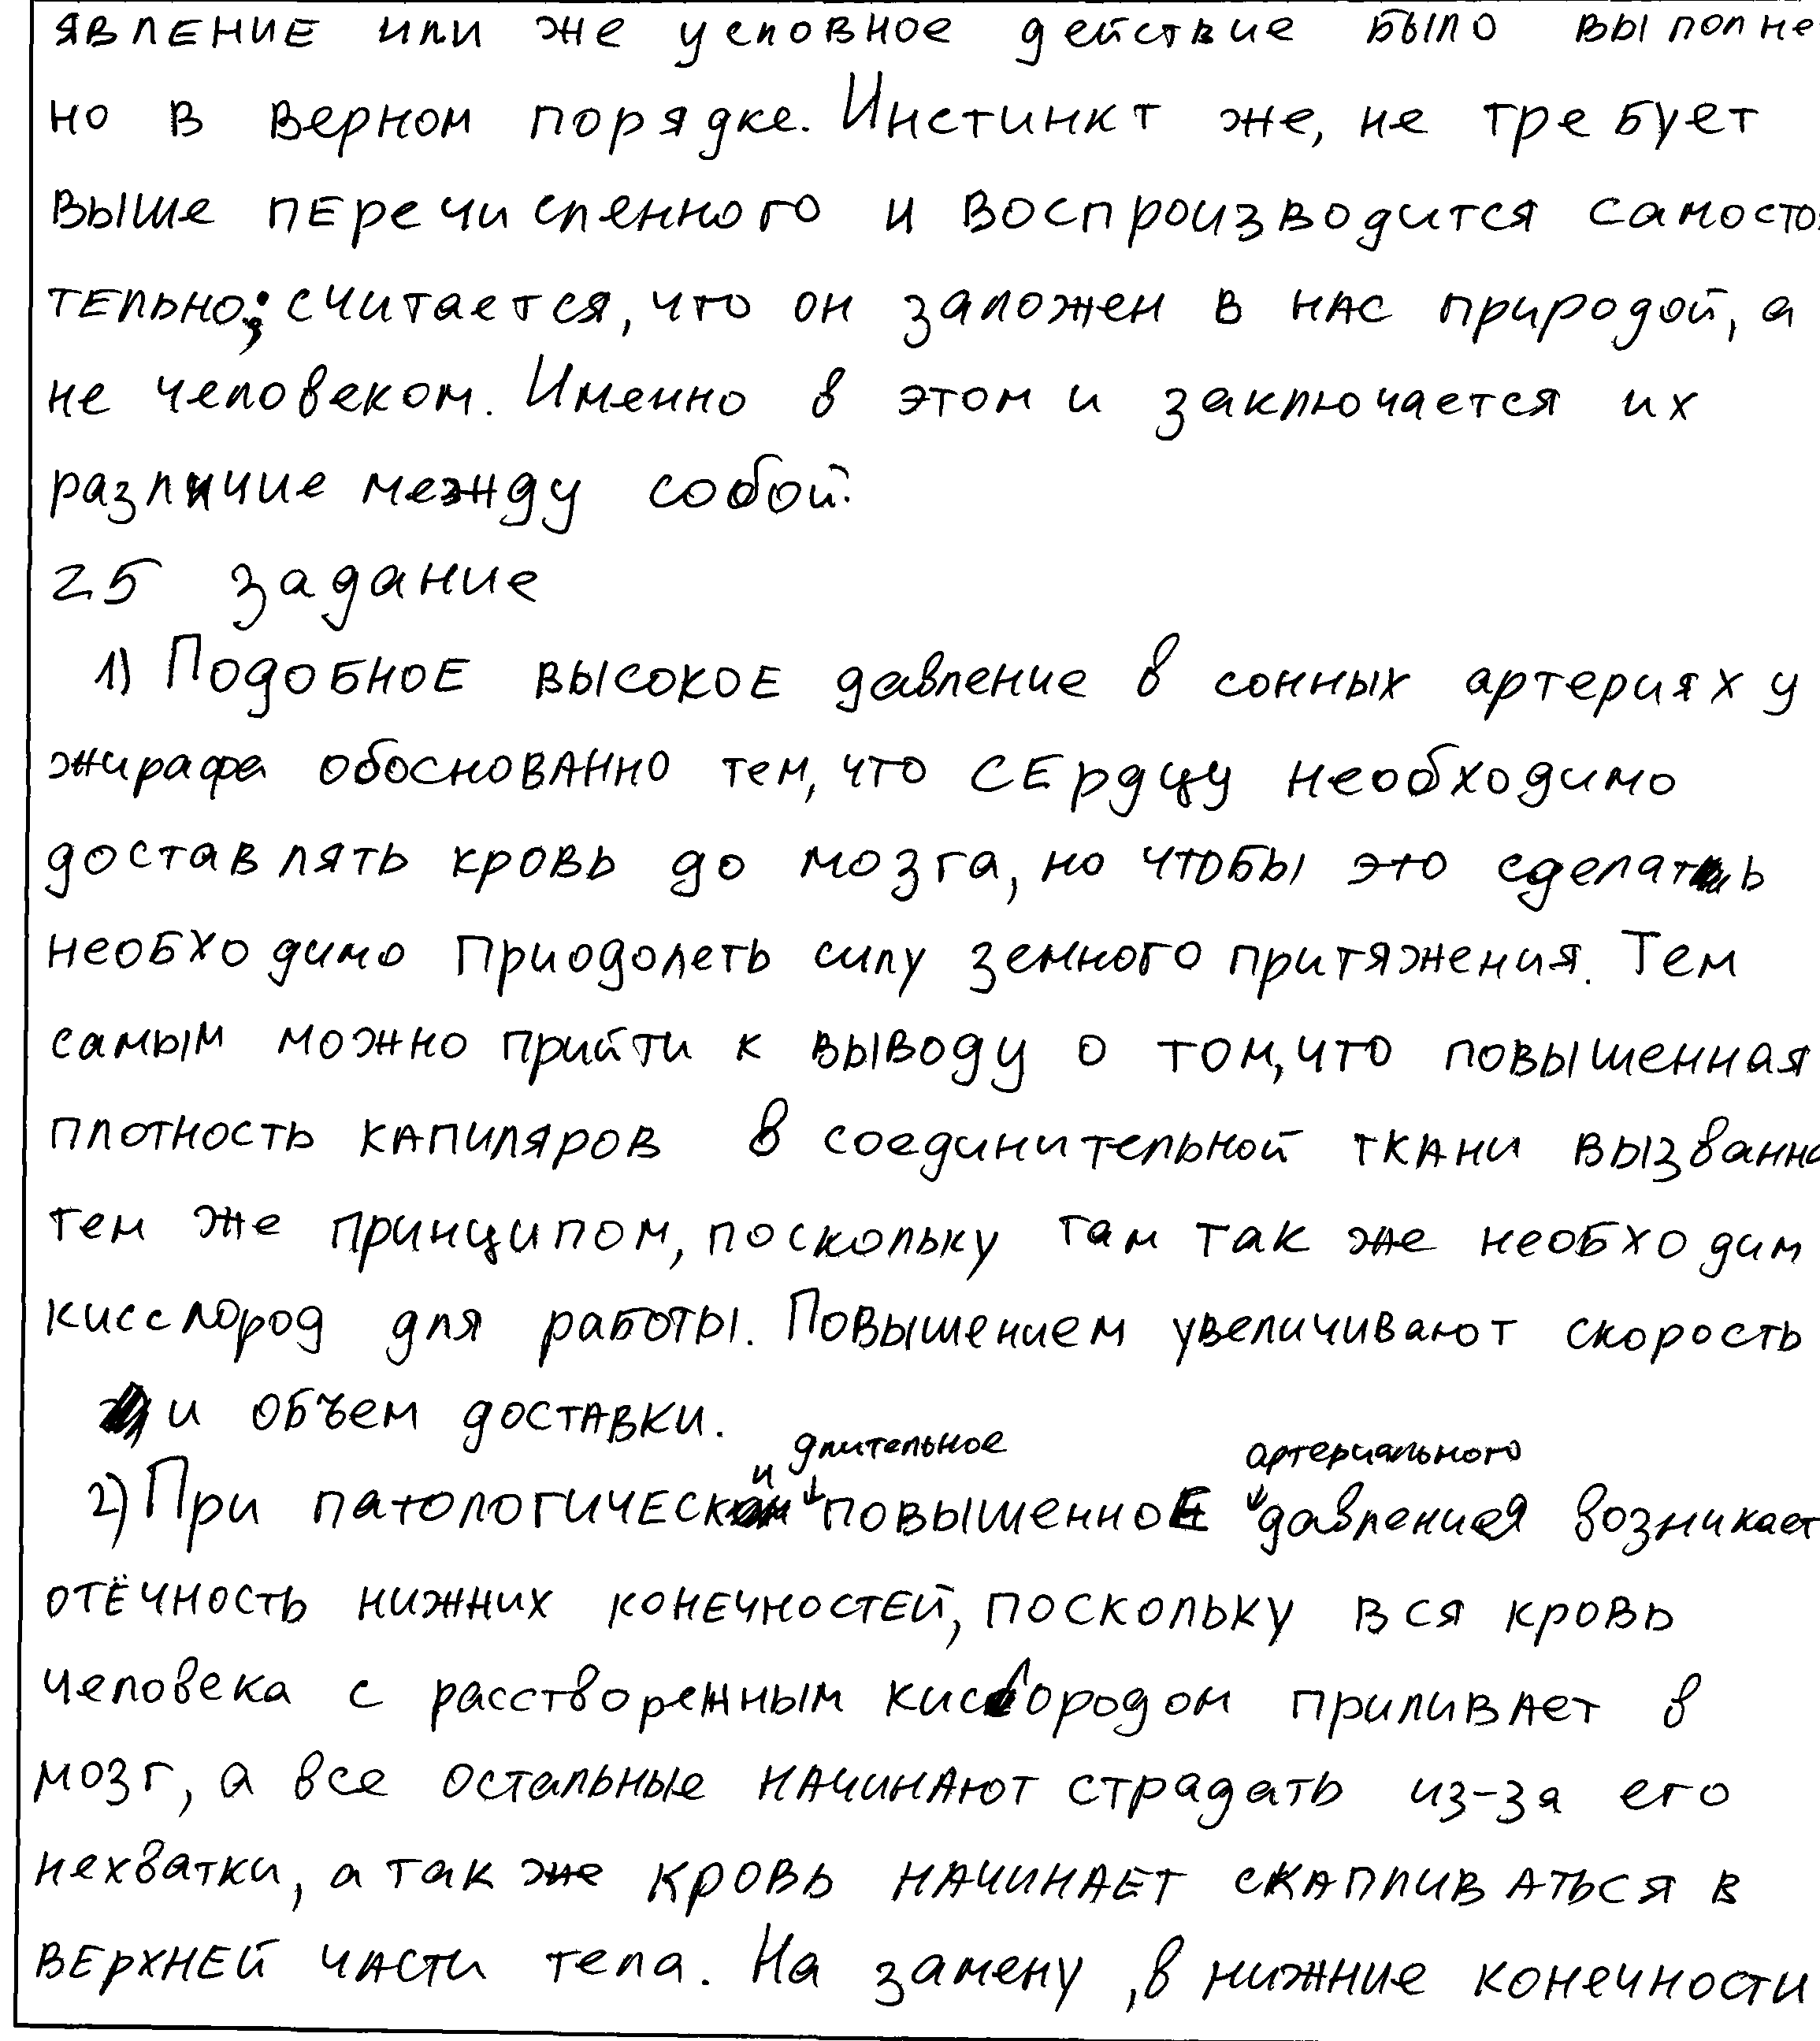 явление или же условное действие было выполне
но в верном порядке. Инстинкт же, не требует
выше перечисленного и воспроизводится самосто
тельно; считается, что он заложен в нас природой, а
не человеком. Именно в этом и заключается их
различие между собой.
25 задание
1) Подобное высокое давление в сонных артериях у
жирафа обоснованно тем, что сердцу необходимо
доставлять кровь до мозга, но чтобы это сделать
необходимо приодолеть силу земного притяжения. Тем
самым можно прийти к выводу о том, что повышенная
плотность капиляров в соединительной ткани вызванна
тем же принципом, поскольку там так же необходим
кисслород для работы. Повышением увеличивают скорость
и объем доставки.
длительное артериального
2) При патологически повышенное давления возникает
отёчность нижних конечностей, поскольку вся кровь
человека с расстворенным кислородом приливает в
мозг, а все остальные начинают страдать из-за его
нехватки, а так же кровь начинает скапливаться в
верхней части тела. На замену, в нижние конечности